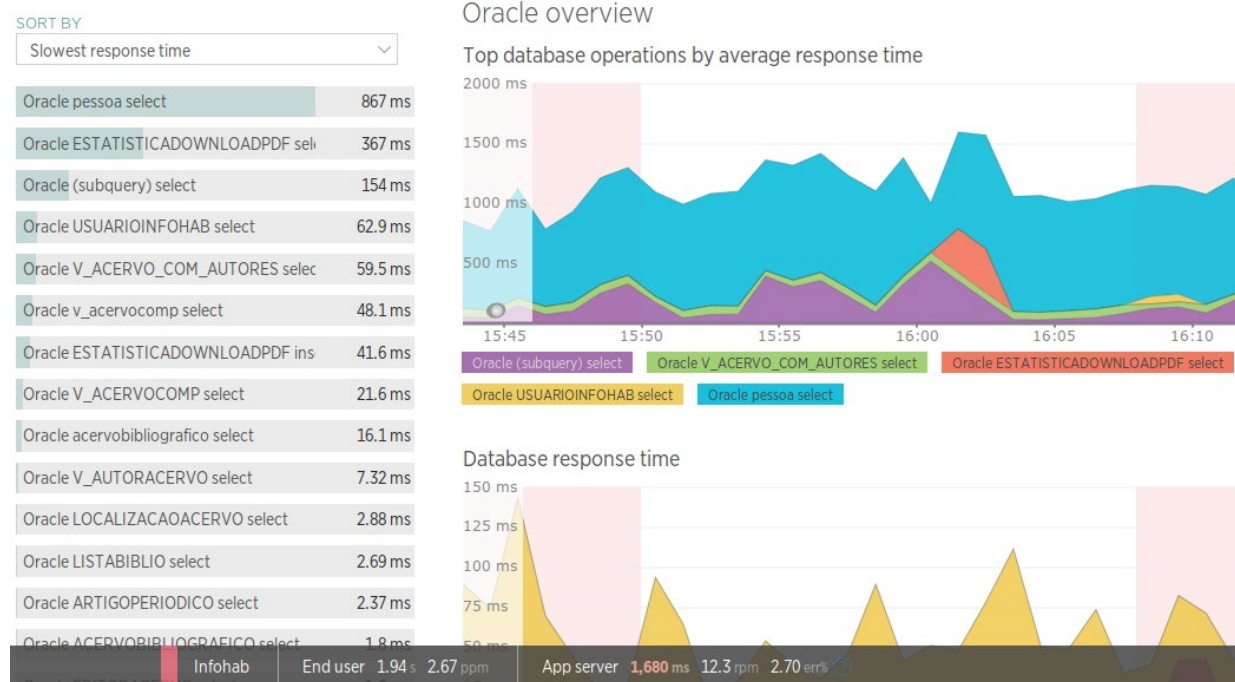 SORT BY
Slowest response time
Oracle pessoa select 867 ms
Oracle ESTATISTICADOWNLOADPDF sele 367 ms
Oracle (subquery) select 154 ms
Oracle USUARIOINFOHAB select 62.9 ms
Oracle V_ACERVO_COM_AUTORES selec 59.5 ms
Oracle v_acervocomp select 48.1 ms
Oracle ESTATISTICADOWNLOADPDF ins 41.6 ms
Oracle V_ACERVOCOMP select 21.6 ms
Oracle acervobibliografico select 16.1 ms
Oracle V_AUTORACERVO select 7.32 ms
Oracle LOCALIZACAOACERVO select 2.88 ms
Oracle LISTABIBLIO select 2.69 ms
Oracle ARTIGOPERIODICO select 2.37 ms
Oracle ACERVOBIBLIOGRAFICO select 1.8 ms
Oracle overview
Top database operations by average response time
2000 ms
1500 ms
1000 ms
500 ms
15:45 15:50 15:55 16:00 16:05 16:10
Oracle (subquery) select Oracle V_ACERVO_COM_AUTORES select Oracle ESTATISTICADOWNLOADPDF select
Oracle USUARIOINFOHAB select Oracle pessoa select
Database response time
150 ms
125 ms
100 ms
75 ms
50 ms
Infohab End user 1.94 s 2.67 ppm App server 1,680 ms 12.3 rpm 2.70 err% ?